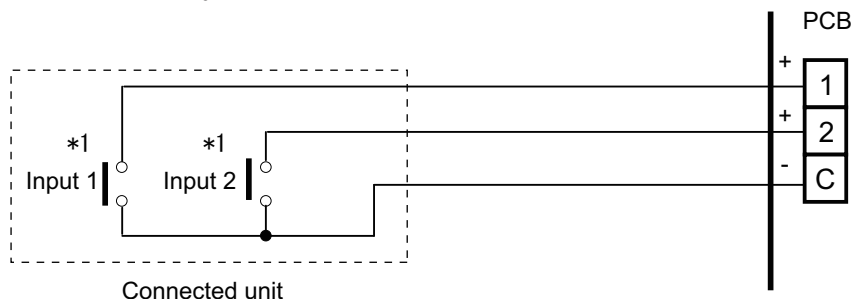 PCB
+
1
+
2
-
C
*1
*1
Input 1
Input 2
Connected unit